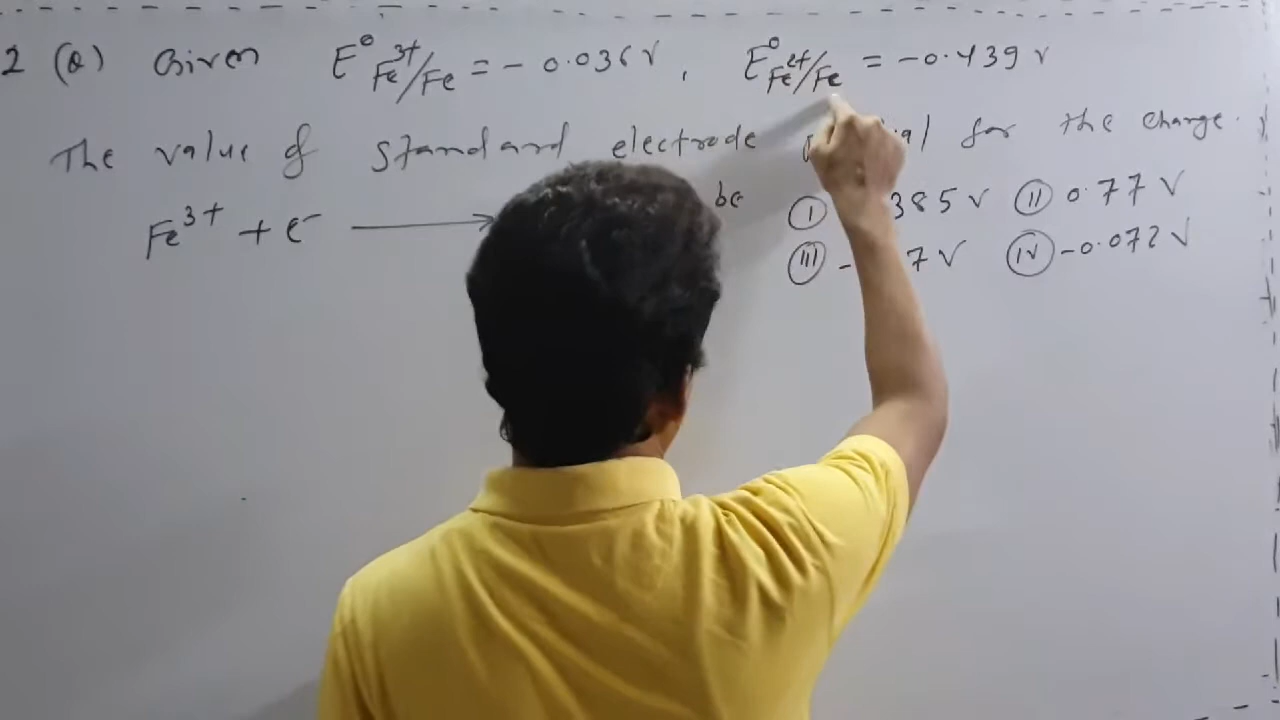 2 (Q) Given E° Fe³⁺/Fe = - 0.036 V , E° Fe²⁺/Fe = -0.439 V
The value of standard electrode for the charge.
Fe³⁺ + e⁻ ⟶ be (I) 385 V (II) 0.77 V
(III) - 7 V (IV) -0.072 V